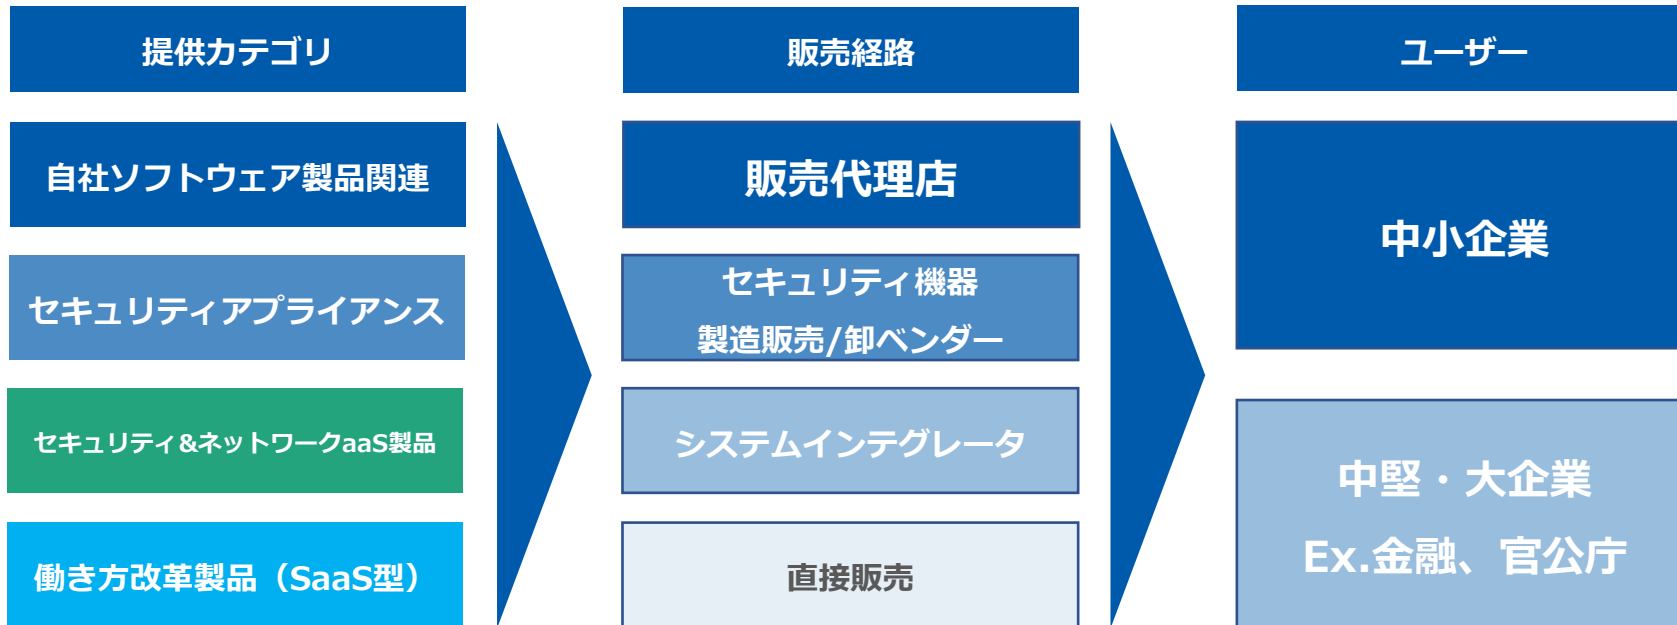 提供カテゴリ
自社ソフトウェア製品関連
セキュリティアプライアンス
セキュリティ&ネットワークaaS製品
働き方改革製品（SaaS型）
販売経路
販売代理店
セキュリティ機器
製造販売/卸ベンダー
システムインテグレータ
直接販売
ユーザー
中小企業
中堅・大企業
Ex.金融、官公庁